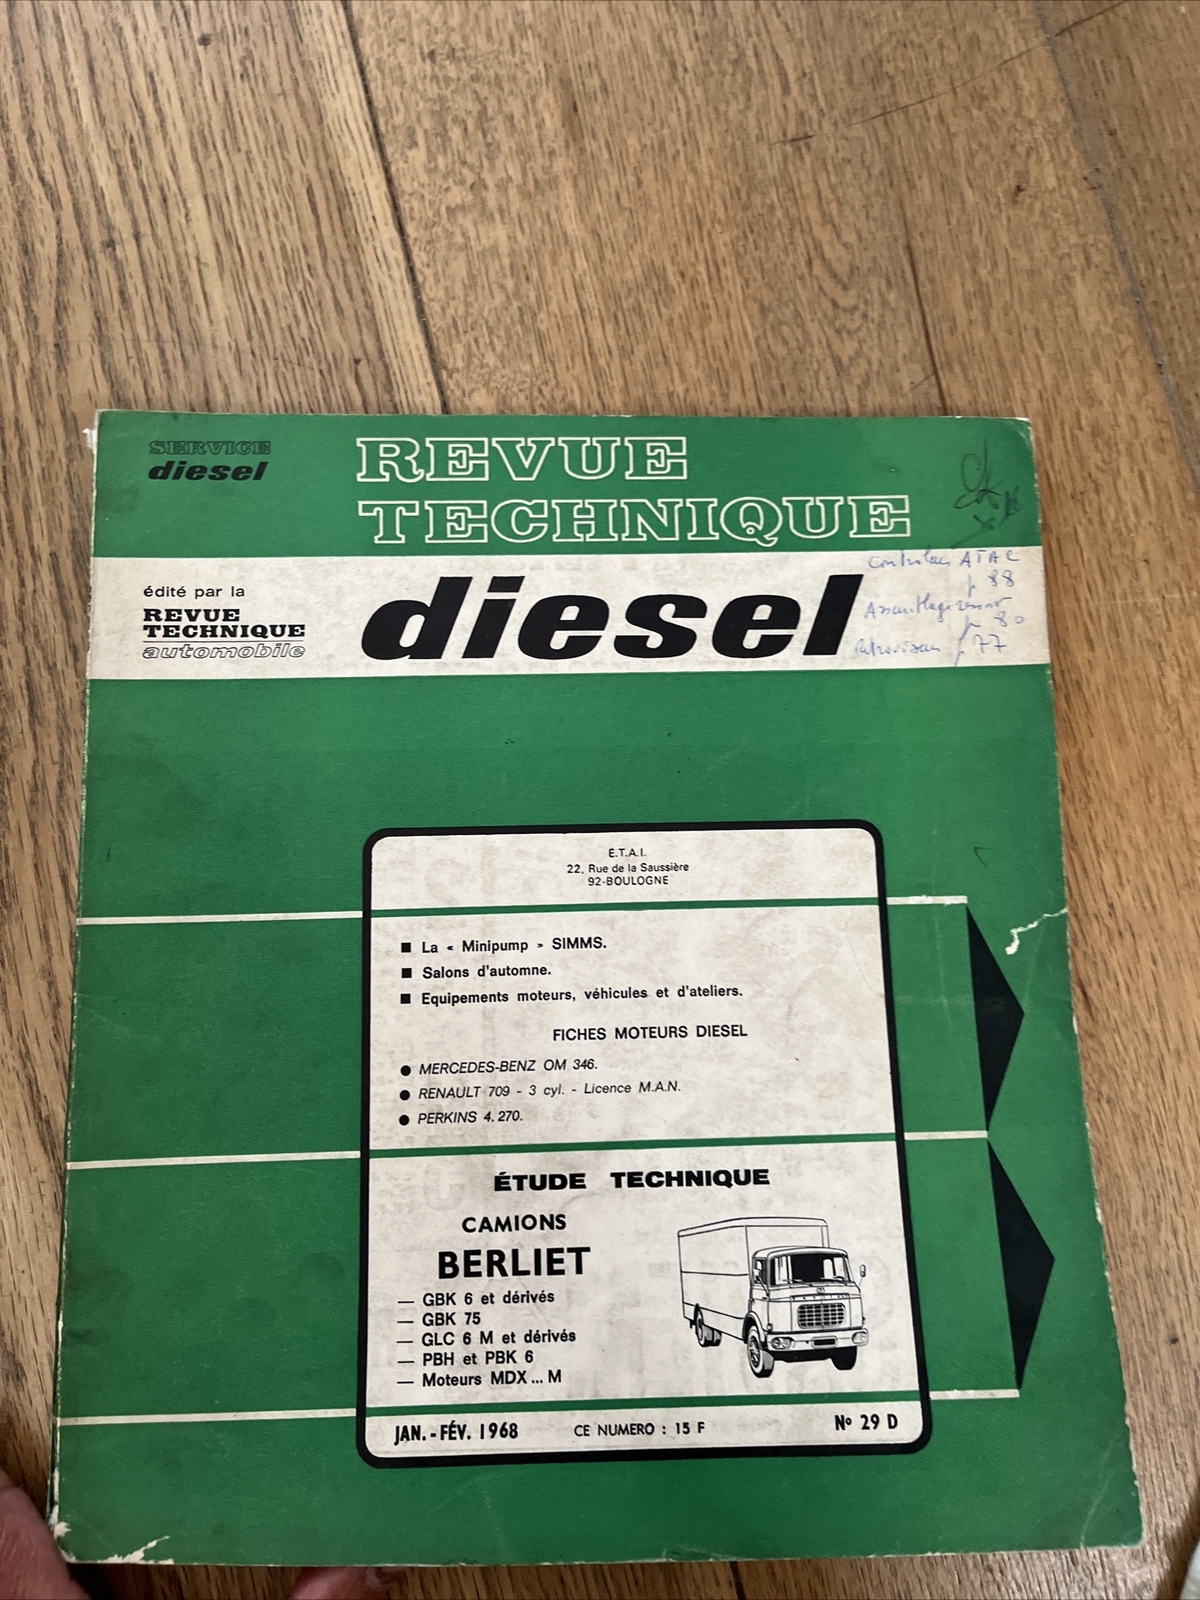 SERVICE
diesel
REVUE
TECHNIQUE
diesel
édité par la
REVUE
TECHNIQUE
automobile
ATAC
p 88
p 80
p 77
E.T.A.I.
22, Rue de la Saussière
92-BOULOGNE
■ La « Minipump » SIMMS.
■ Salons d'automne.
■ Equipements moteurs, véhicules et d'ateliers.
FICHES MOTEURS DIESEL
● MERCEDES-BENZ OM 346.
● RENAULT 709 - 3 cyl. - Licence M.A.N.
● PERKINS 4.270.
ÉTUDE TECHNIQUE
CAMIONS
BERLIET
— GBK 6 et dérivés
— GBK 75
— GLC 6 M et dérivés
— PBH et PBK 6
— Moteurs MDX ... M
JAN.-FÉV. 1968 CE NUMERO : 15 F Nº 29 D